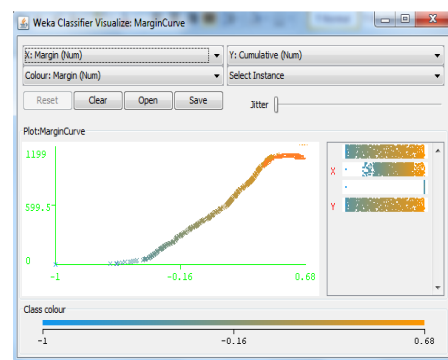 Weka Classifier Visualize: MarginCurve
X: Margin (Num) Y: Cumulative (Num)
Colour: Margin (Num) Select Instance
Reset Clear Open Save Jitter
Plot:MarginCurve
1199
599.5
0
-1 -0.16 0.68
X
Y
Class colour
-1 -0.16 0.68